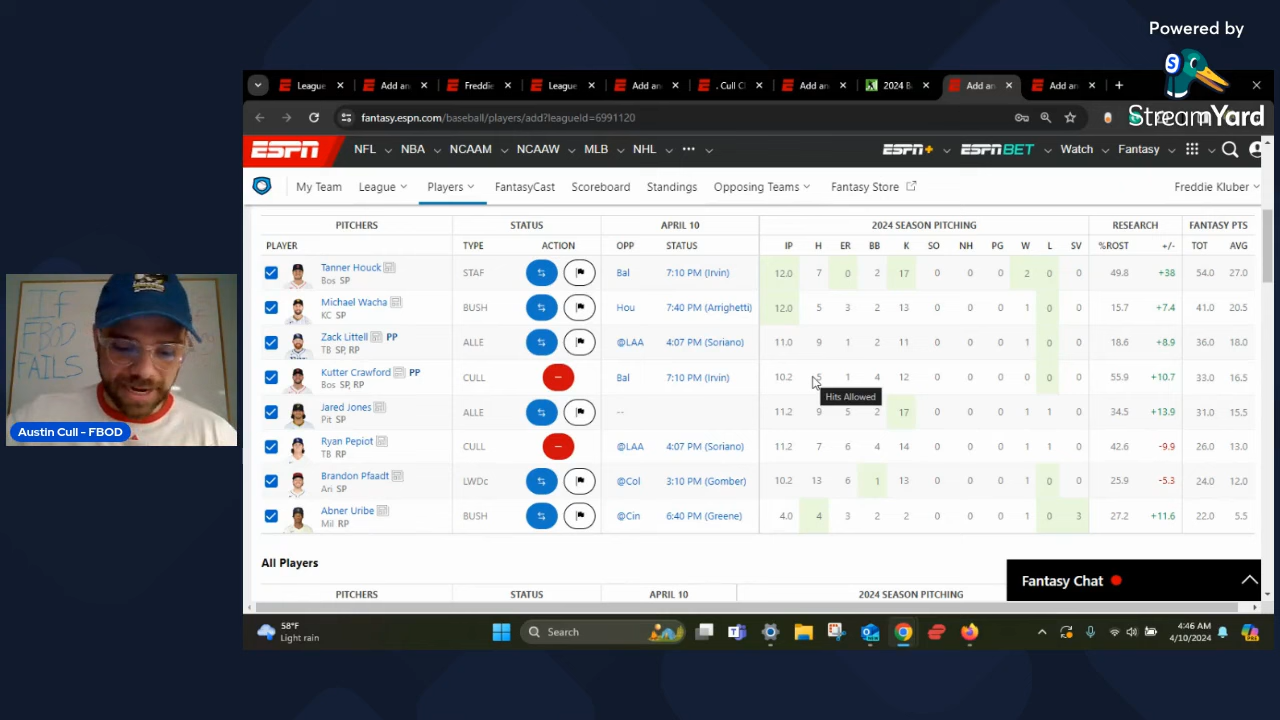 Powered by
S
StreamYard
League
Add an
Freddie
League
Add an
. Cull Cl
Add an
2024 B
Add an
Add an
fantasy.espn.com/baseball/players/add?leagueId=6991120
ESPN NFL NBA NCAAM NCAAW MLB NHL ESPN+ ESPN BET Watch Fantasy
My Team League Players FantasyCast Scoreboard Standings Opposing Teams Fantasy Store Freddie Kluber
PITCHERS STATUS APRIL 10 2024 SEASON PITCHING RESEARCH FANTASY PTS
PLAYER TYPE ACTION OPP STATUS IP H ER BB K SO NH PG W L SV %ROST +/- TOT AVG
Tanner Houck STAF Bal 7:10 PM (Irvin) 12.0 7 0 2 17 0 0 0 2 0 0 49.8 +38 54.0 27.0
Bos SP
Michael Wacha BUSH Hou 7:40 PM (Arrighetti) 12.0 5 3 2 13 0 0 0 1 0 0 15.7 +7.4 41.0 20.5
KC SP
Zack Littell PP ALLE @LAA 4:07 PM (Soriano) 11.0 9 1 2 11 0 0 0 1 0 0 18.6 +8.9 36.0 18.0
TB SP, RP
Kutter Crawford PP CULL Bal 7:10 PM (Irvin) 10.2 5 1 4 12 0 0 0 0 0 0 55.9 +10.7 33.0 16.5
Bos SP, RP
Hits Allowed
Jared Jones ALLE -- 11.2 9 5 2 17 0 0 0 1 1 0 34.5 +13.9 31.0 15.5
Pit SP
Ryan Pepiot CULL @LAA 4:07 PM (Soriano) 11.2 7 6 4 14 0 0 0 1 1 0 42.6 -9.9 26.0 13.0
TB RP
Brandon Pfaadt LWDc @Col 3:10 PM (Gomber) 10.2 13 6 1 13 0 0 0 1 0 0 25.9 -5.3 24.0 12.0
Ari SP
Abner Uribe BUSH @Cin 6:40 PM (Greene) 4.0 4 3 2 2 0 0 0 1 0 3 27.2 +11.6 22.0 5.5
Mil RP
All Players
PITCHERS STATUS APRIL 10 2024 SEASON PITCHING
Fantasy Chat
58°F
Light rain
Search
4:46 AM
4/10/2024
If
FBOD
FAILS
Austin Cull - FBOD